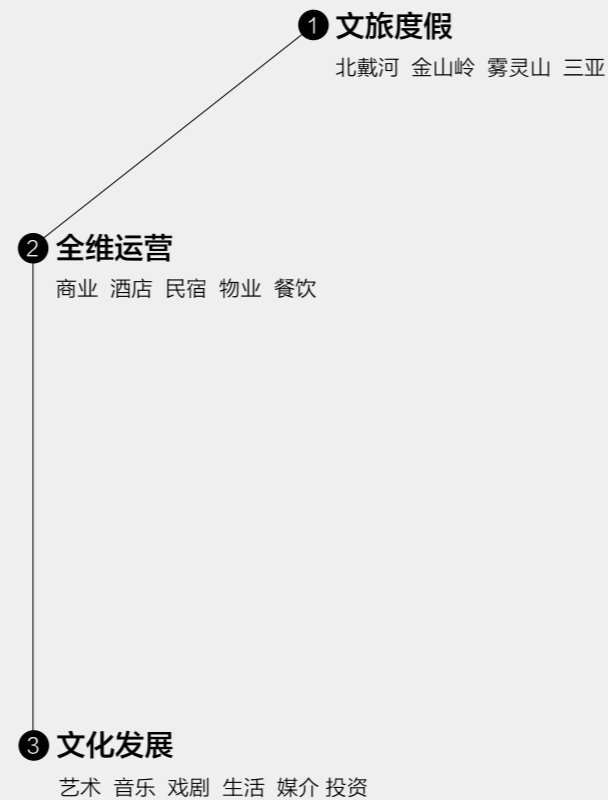 1 文旅度假
北戴河 金山岭 雾灵山 三亚
2 全维运营
商业 酒店 民宿 物业 餐饮
3 文化发展
艺术 音乐 戏剧 生活 媒介 投资